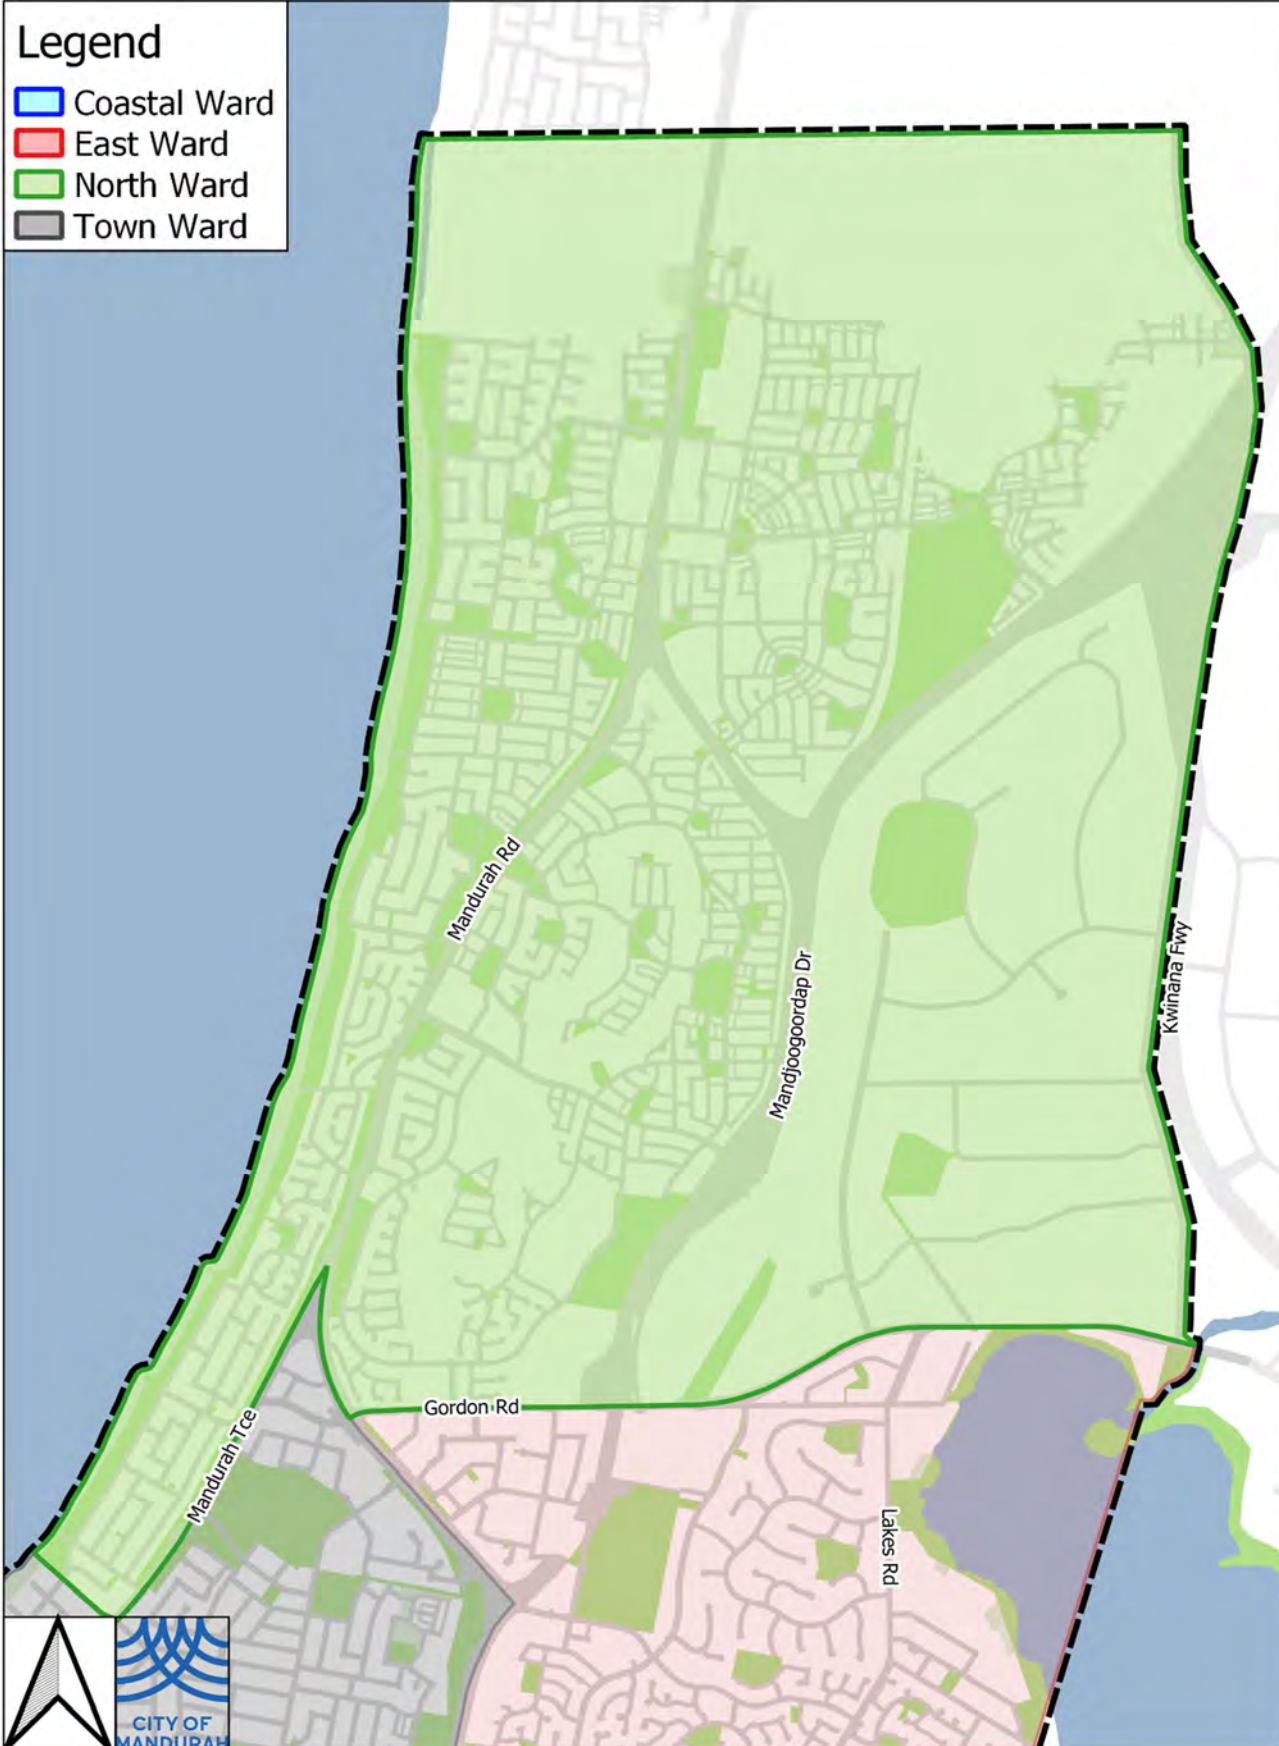 Legend
Coastal Ward
East Ward
North Ward
Town Ward
Mandurah Rd
Mandjoogoordap Dr
Kwinana Fwy
Gordon Rd
Mandurah Tce
Lakes Rd
CITY OF
MANDURAH